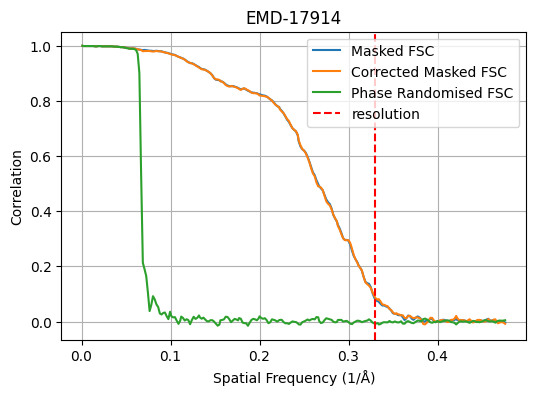 EMD-17914
1.0
0.8
0.6
0.4
0.2
0.0
Correlation
Masked FSC
Corrected Masked FSC
Phase Randomised FSC
resolution
0.0 0.1 0.2 0.3 0.4
Spatial Frequency (1/Å)